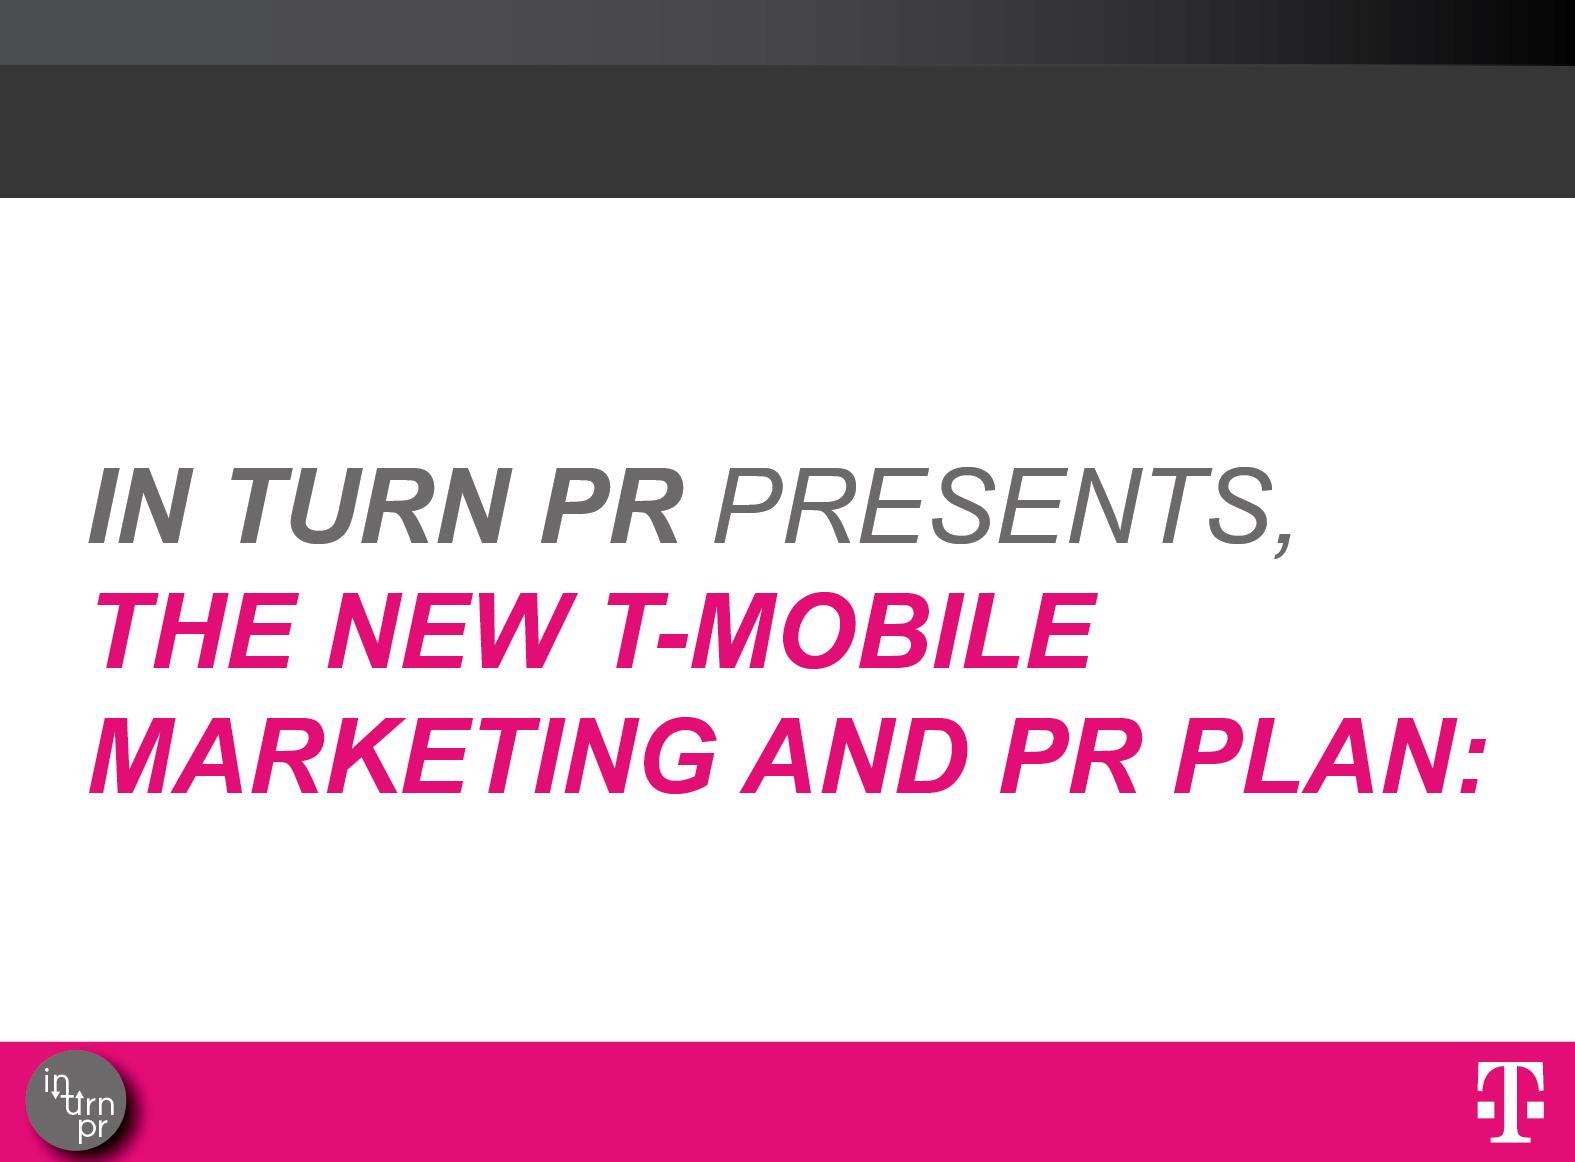 IN TURN PR PRESENTS,
THE NEW T-MOBILE
MARKETING AND PR PLAN:
in
turn
pr
T